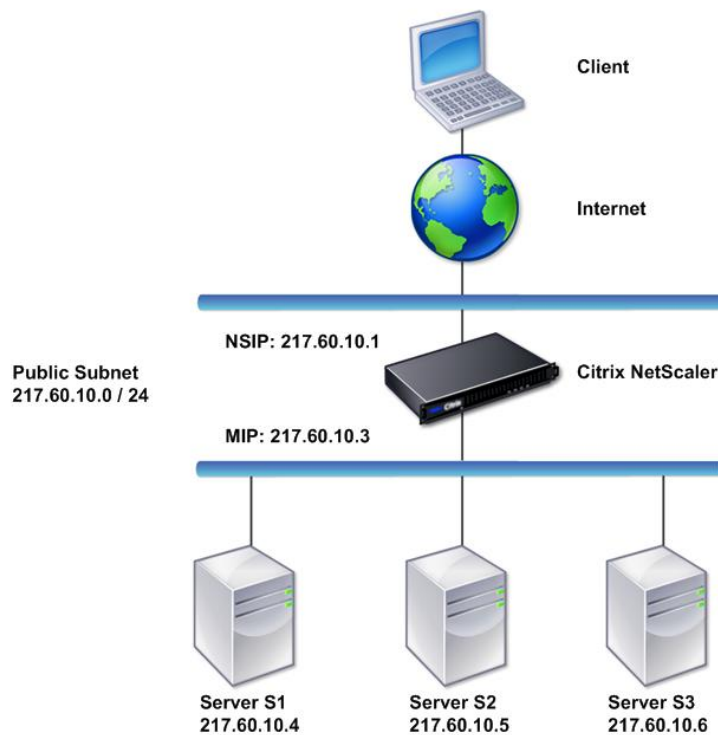 Client
Internet
NSIP: 217.60.10.1
Public Subnet
217.60.10.0 / 24
Citrix NetScaler
MIP: 217.60.10.3
Server S1
217.60.10.4
Server S2
217.60.10.5
Server S3
217.60.10.6